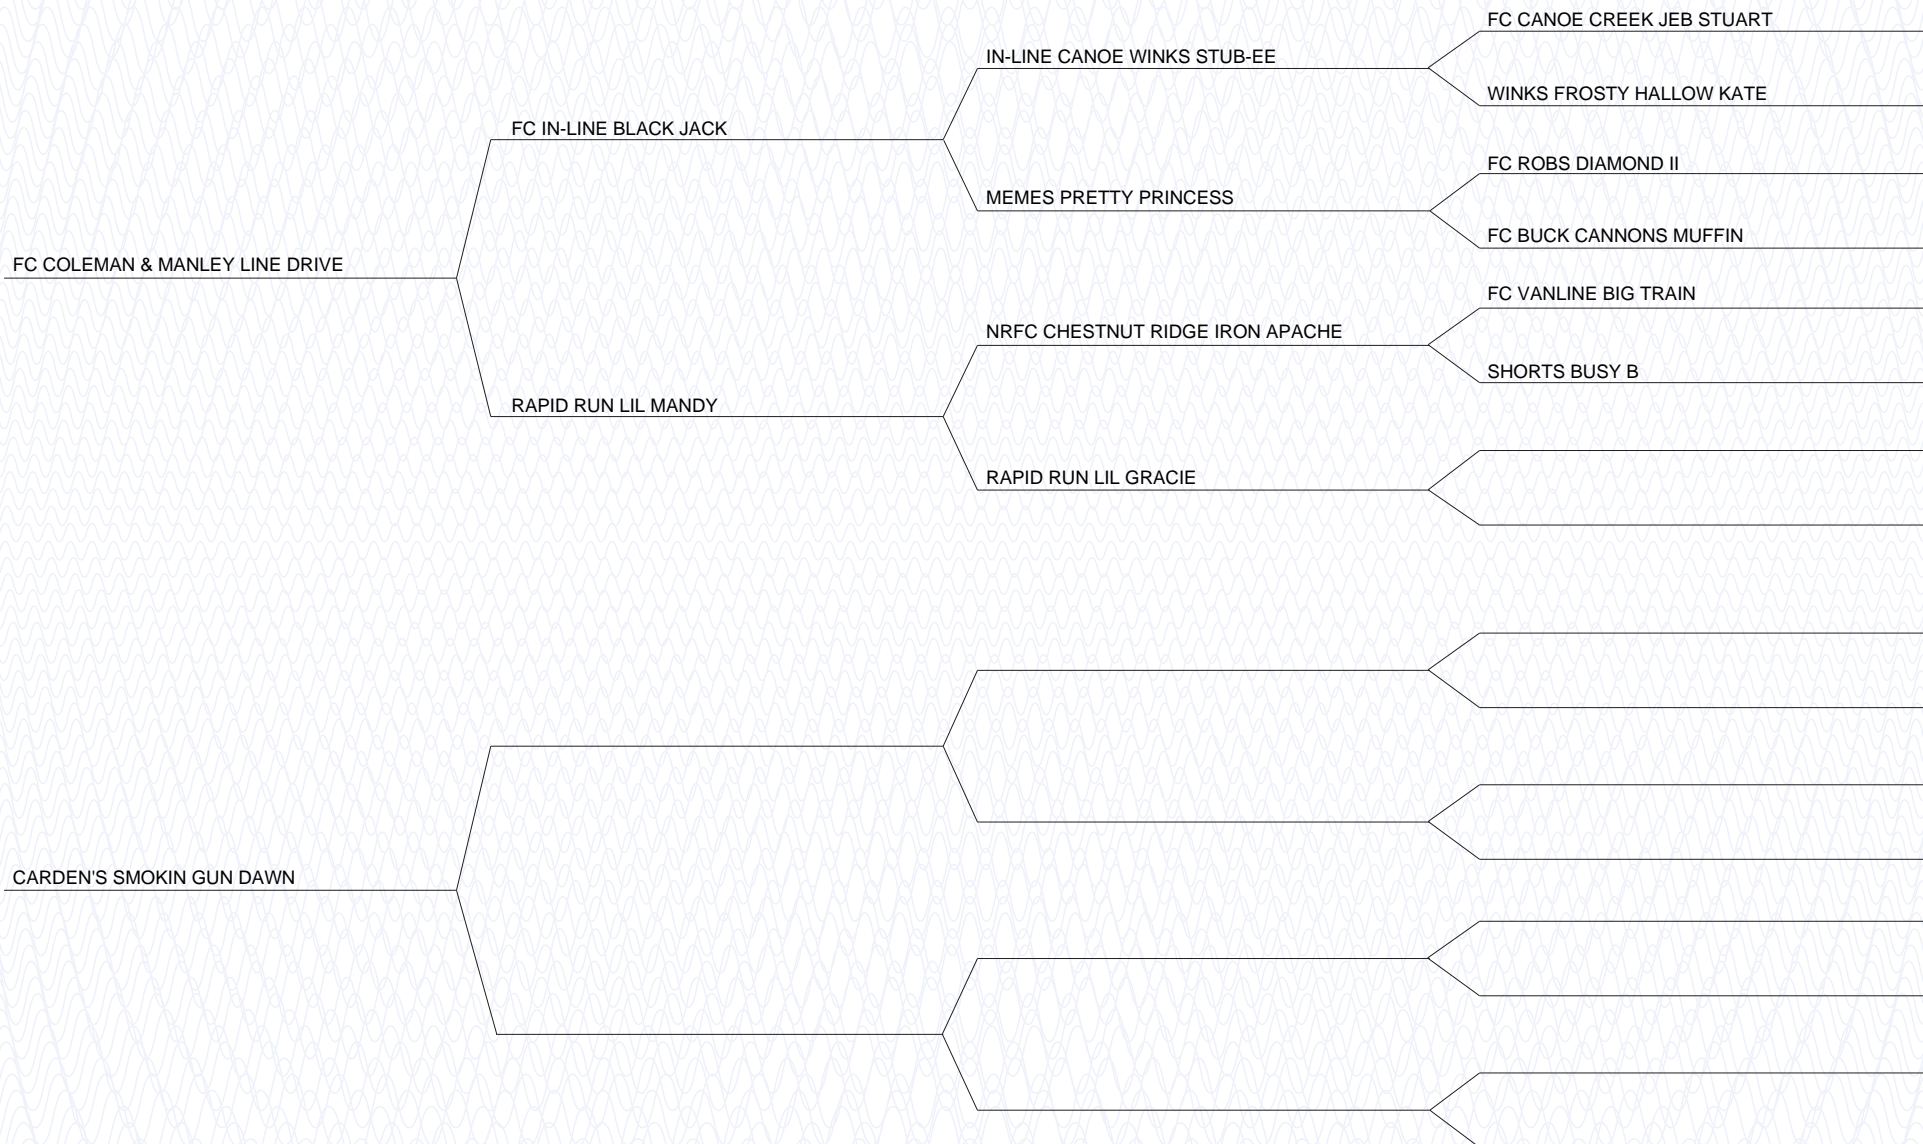 FC CANOE CREEK JEB STUART
IN-LINE CANOE WINKS STUB-EE
WINKS FROSTY HALLOW KATE
FC IN-LINE BLACK JACK
FC ROBS DIAMOND II
MEMES PRETTY PRINCESS
FC BUCK CANNONS MUFFIN
FC COLEMAN & MANLEY LINE DRIVE
FC VANLINE BIG TRAIN
NRFC CHESTNUT RIDGE IRON APACHE
SHORTS BUSY B
RAPID RUN LIL MANDY
RAPID RUN LIL GRACIE
CARDEN'S SMOKIN GUN DAWN